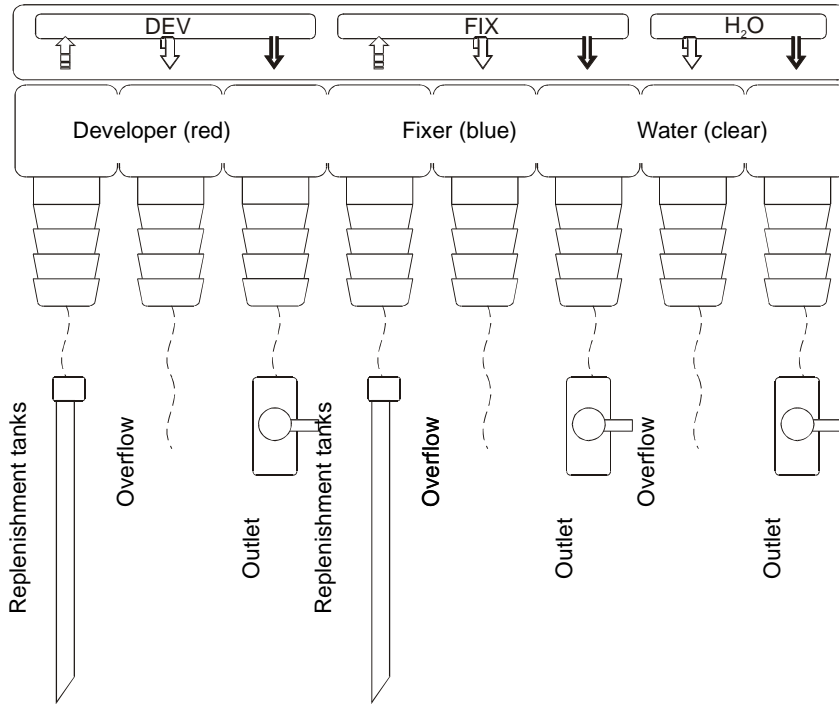 DEV
FIX
H₂O
Developer (red)
Fixer (blue)
Water (clear)
Replenishment tanks
Overflow
Outlet
Replenishment tanks
Overflow
Outlet
Overflow
Outlet